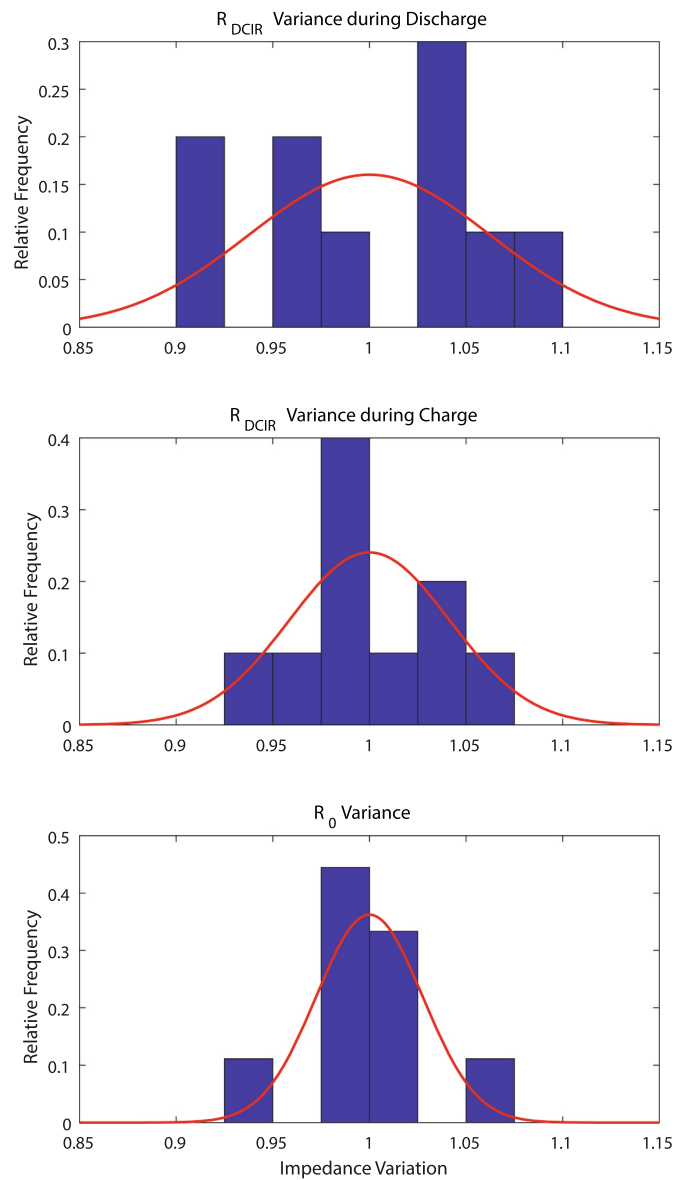 R DCIR Variance during Discharge
0.3
0.25
0.2
0.15
0.1
0.05
0
Relative Frequency
0.85 0.9 0.95 1 1.05 1.1 1.15
R DCIR Variance during Charge
0.4
0.3
0.2
0.1
0
Relative Frequency
0.85 0.9 0.95 1 1.05 1.1 1.15
R 0 Variance
0.5
0.4
0.3
0.2
0.1
0
Relative Frequency
0.85 0.9 0.95 1 1.05 1.1 1.15
Impedance Variation